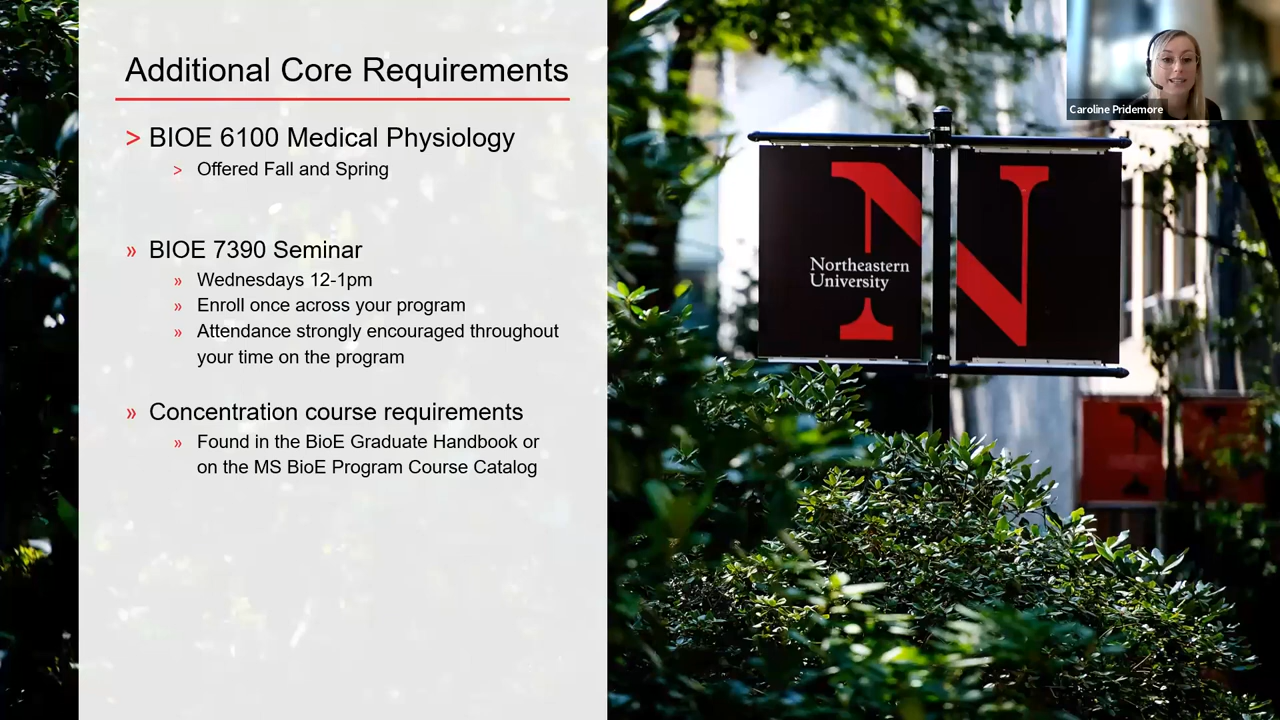 Additional Core Requirements
> BIOE 6100 Medical Physiology
> Offered Fall and Spring
» BIOE 7390 Seminar
» Wednesdays 12-1pm
» Enroll once across your program
» Attendance strongly encouraged throughout
your time on the program
» Concentration course requirements
» Found in the BioE Graduate Handbook or
on the MS BioE Program Course Catalog
Caroline Pridemore
N
Northeastern
University
N